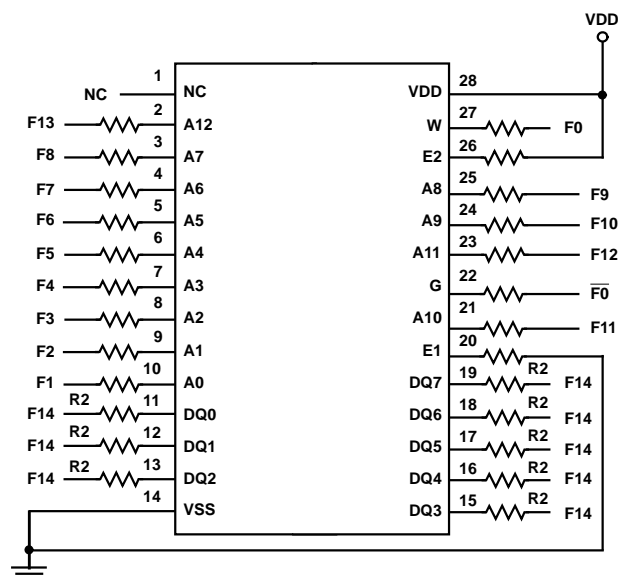 VDD
1 28
NC NC VDD
2 27
F13 A12 W F0
3 26
F8 A7 E2
4 25
F7 A6 A8 F9
5 24
F6 A5 A9 F10
6 23
F5 A4 A11 F12
7 22
F4 A3 G F0
8 21
F3 A2 A10 F11
9 20
F2 A1 E1
10 19 R2
F1 A0 DQ7 F14
R2 11 18 R2
F14 DQ0 DQ6 F14
R2 12 17 R2
F14 DQ1 DQ5 F14
R2 13 16 R2
F14 DQ2 DQ4 F14
14 15 R2
VSS DQ3 F14